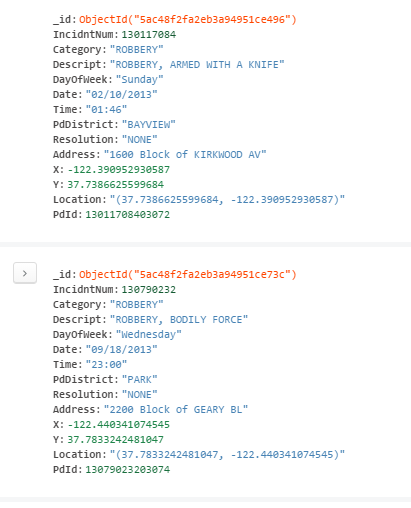 _id: ObjectId("5ac48f2fa2eb3a94951ce496")
IncidntNum: 130117084
Category: "ROBBERY"
Descript: "ROBBERY, ARMED WITH A KNIFE"
DayOfWeek: "Sunday"
Date: "02/10/2013"
Time: "01:46"
PdDistrict: "BAYVIEW"
Resolution: "NONE"
Address: "1600 Block of KIRKWOOD AV"
X: -122.390952930587
Y: 37.7386625599684
Location: "(37.7386625599684, -122.390952930587)"
PdId: 13011708403072
_id: ObjectId("5ac48f2fa2eb3a94951ce73c")
IncidntNum: 130790232
Category: "ROBBERY"
Descript: "ROBBERY, BODILY FORCE"
DayOfWeek: "Wednesday"
Date: "09/18/2013"
Time: "23:00"
PdDistrict: "PARK"
Resolution: "NONE"
Address: "2200 Block of GEARY BL"
X: -122.440341074545
Y: 37.7833242481047
Location: "(37.7833242481047, -122.440341074545)"
PdId: 13079023203074